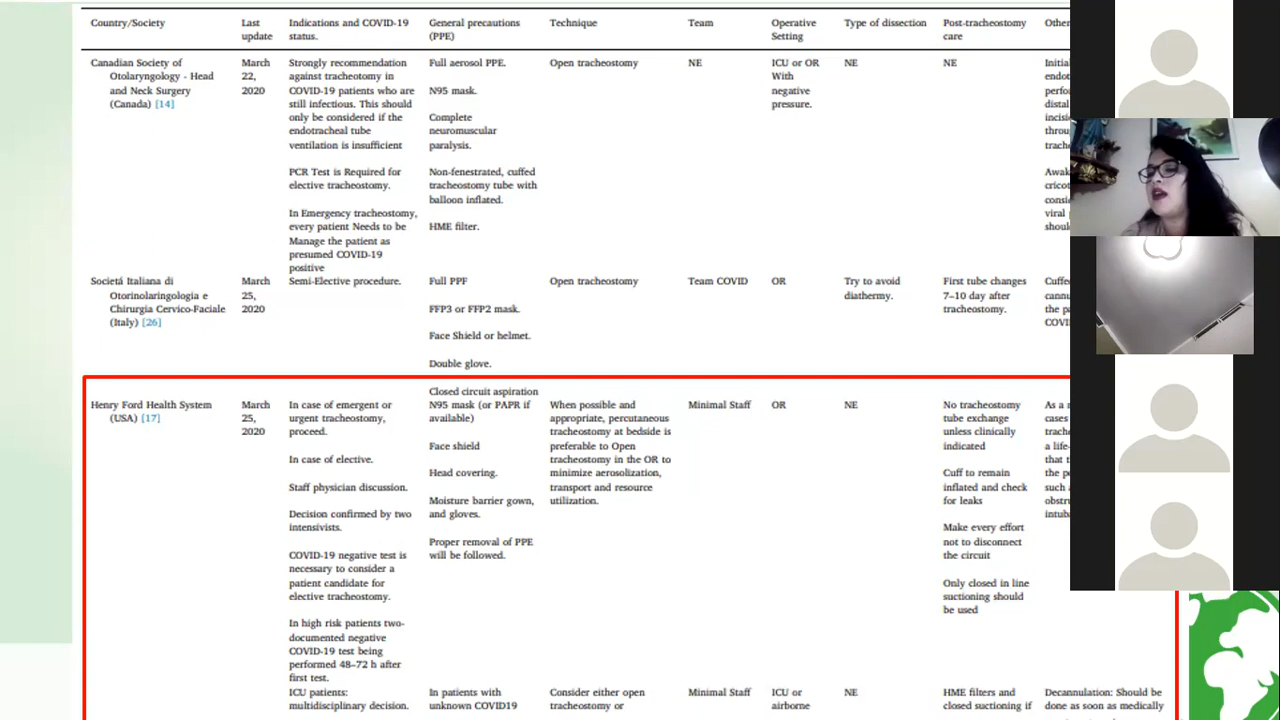 Country/Society Last update Indications and COVID-19 status. General precautions (PPE) Technique Team Operative Setting Type of dissection Post-tracheostomy care Other
Canadian Society of
Otolaryngology - Head
and Neck Surgery
(Canada) [14]
March
22,
2020
Strongly recommendation
against tracheotomy in
COVID-19 patients who are
still infectious. This should
only be considered if the
endotracheal tube
ventilation is insufficient
PCR Test is Required for
elective tracheostomy.
In Emergency tracheostomy,
every patient Needs to be
Manage the patient as
presumed COVID-19
positive
Full aerosol PPE.
N95 mask.
Complete
neuromuscular
paralysis.
Non-fenestrated, cuffed
tracheostomy tube with
balloon inflated.
HME filter.
Open tracheostomy
NE
ICU or OR
With
negative
pressure.
NE
NE
Società Italiana di
Otorinolaringologia e
Chirurgia Cervico-Faciale
(Italy) [26]
March
25,
2020
Semi-Elective procedure.
Full PPF
FFP3 or FFP2 mask.
Face Shield or helmet.
Double glove.
Closed circuit aspiration
Open tracheostomy
Team COVID
OR
Try to avoid
diathermy.
First tube changes
7–10 day after
tracheostomy.
Henry Ford Health System
(USA) [17]
March
25,
2020
In case of emergent or
urgent tracheostomy,
proceed.
In case of elective.
Staff physician discussion.
Decision confirmed by two
intensivists.
COVID-19 negative test is
necessary to consider a
patient candidate for
elective tracheostomy.
In high risk patients two-
documented negative
COVID-19 test being
performed 48–72 h after
first test.
N95 mask (or PAPR if
available)
Face shield
Head covering.
Moisture barrier gown,
and gloves.
Proper removal of PPE
will be followed.
When possible and
appropriate, percutaneous
tracheostomy at bedside is
preferable to Open
tracheostomy in the OR to
minimize aerosolization,
transport and resource
utilization.
Minimal Staff
OR
NE
No tracheostomy
tube exchange
unless clinically
indicated
Cuff to remain
inflated and check
for leaks
Make every effort
not to disconnect
the circuit
Only closed in line
suctioning should
be used
ICU patients:
multidisciplinary decision.
In patients with
unknown COVID19
Consider either open
tracheostomy or
Minimal Staff
ICU or
airborne
NE
HME filters and
closed suctioning if
Decannulation: Should be
done as soon as medically